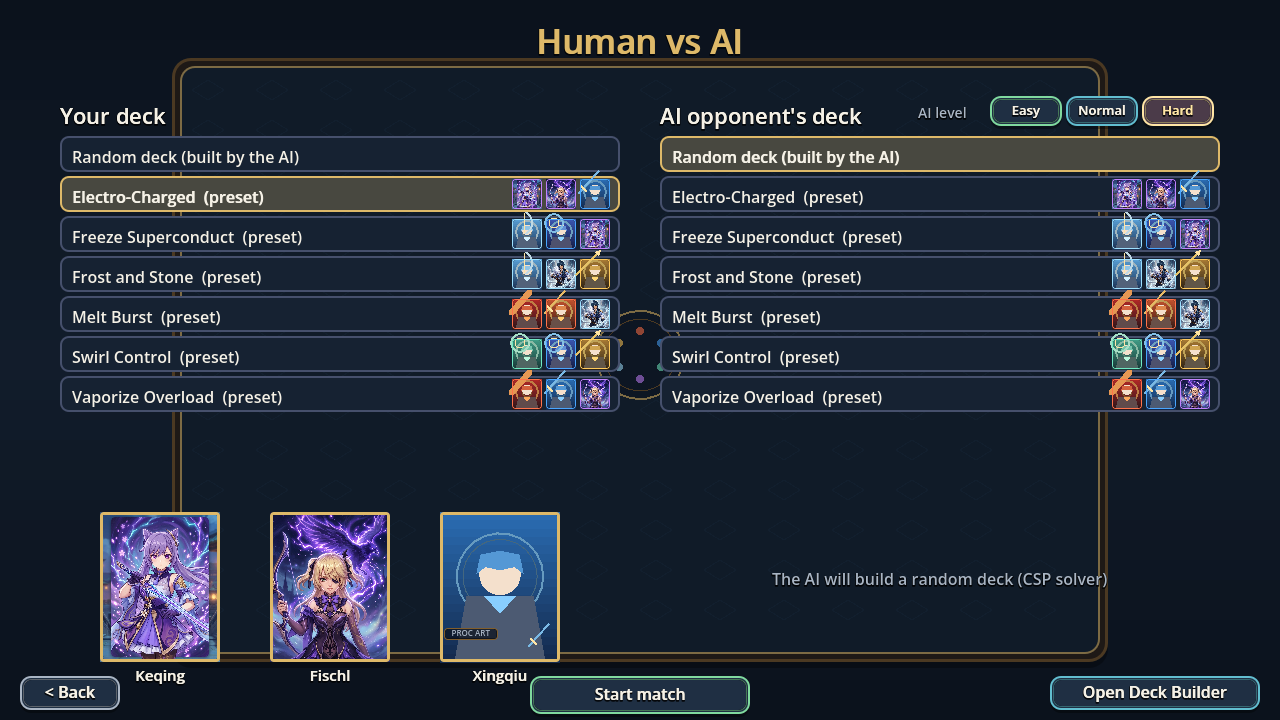 Human vs AI
Your deck
Random deck (built by the AI)
Electro-Charged (preset)
Freeze Superconduct (preset)
Frost and Stone (preset)
Melt Burst (preset)
Swirl Control (preset)
Vaporize Overload (preset)
AI opponent's deck
AI level
Easy
Normal
Hard
Random deck (built by the AI)
Electro-Charged (preset)
Freeze Superconduct (preset)
Frost and Stone (preset)
Melt Burst (preset)
Swirl Control (preset)
Vaporize Overload (preset)
PROC ART
Keqing
Fischl
Xingqiu
The AI will build a random deck (CSP solver)
< Back
Start match
Open Deck Builder